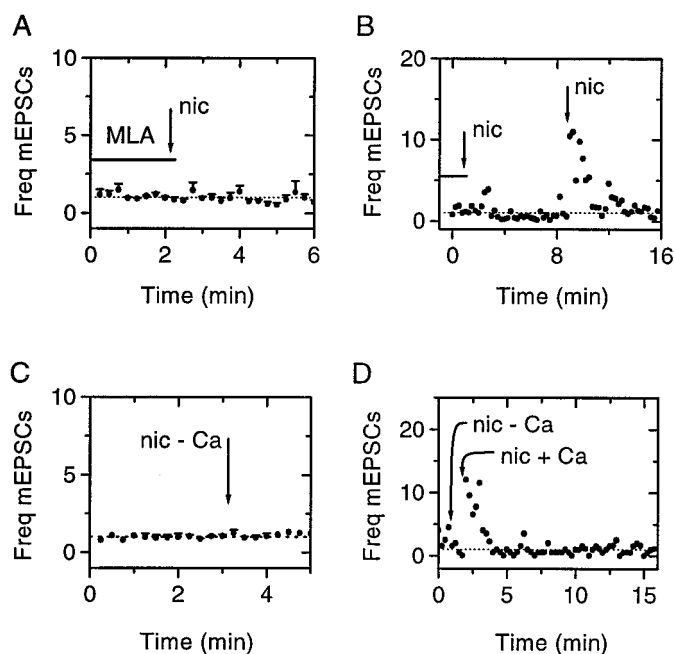 A
Freq mEPSCs
10
5
0
MLA
nic
0 2 4 6
Time (min)
B
Freq mEPSCs
20
10
0
nic
nic
0 8 16
Time (min)
C
Freq mEPSCs
10
5
0
nic - Ca
0 2 4
Time (min)
D
Freq mEPSCs
20
10
0
nic - Ca
nic + Ca
0 5 10 15
Time (min)